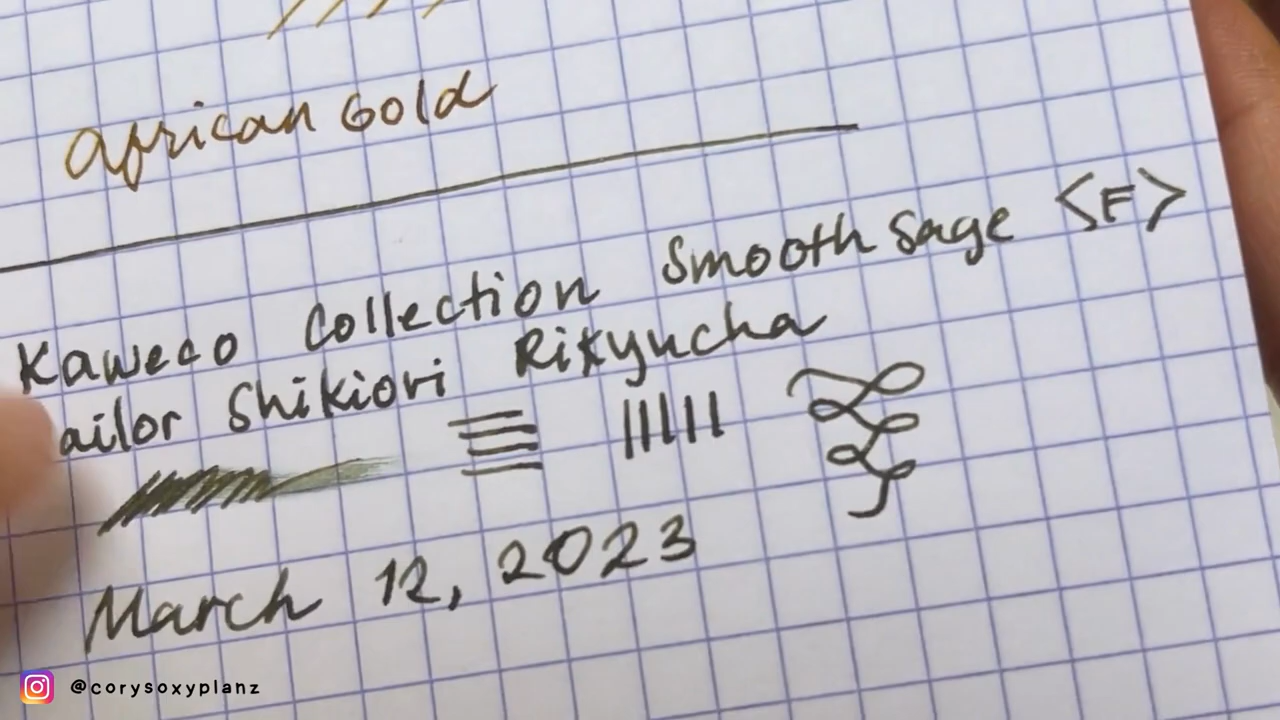 African Gold
Kaweco Collection Smooth Sage <F>
ailor Shikiori Rikyucha
March 12, 2023
@corysoxyplanz